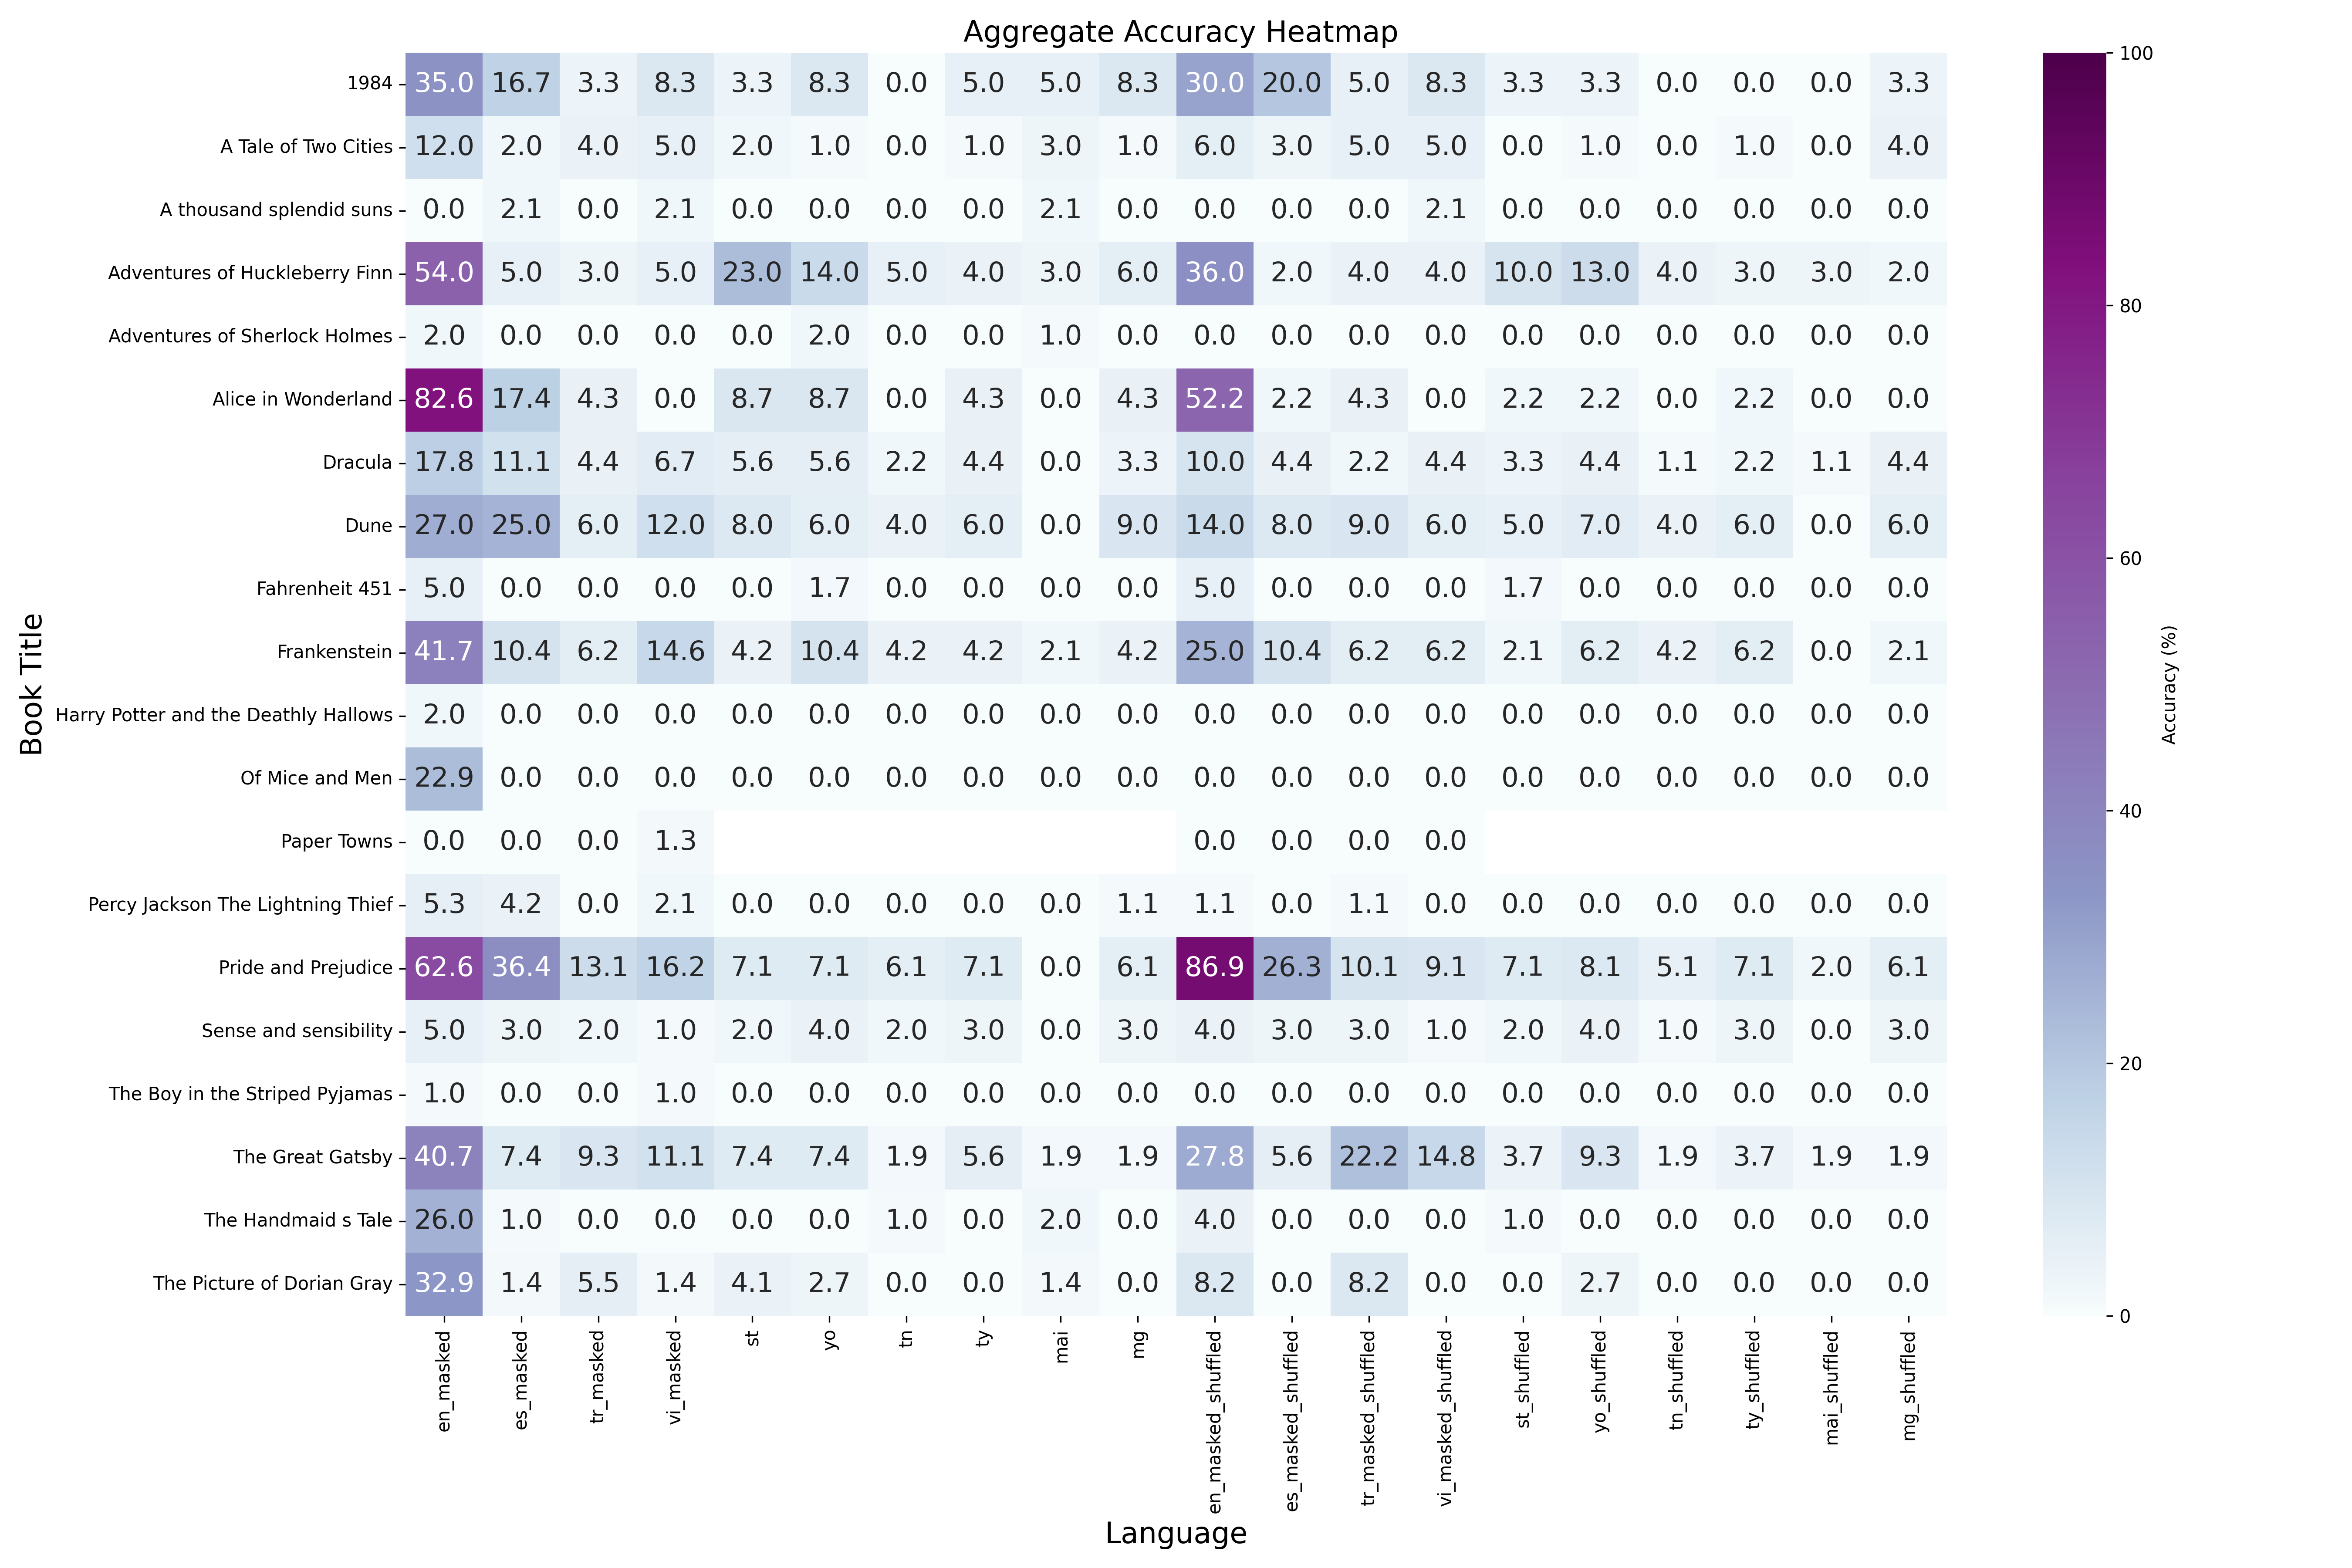 Aggregate Accuracy Heatmap
Book Title
1984 35.0 16.7 3.3 8.3 3.3 8.3 0.0 5.0 5.0 8.3 30.0 20.0 5.0 8.3 3.3 3.3 0.0 0.0 0.0 3.3
A Tale of Two Cities 12.0 2.0 4.0 5.0 2.0 1.0 0.0 1.0 3.0 1.0 6.0 3.0 5.0 5.0 0.0 1.0 0.0 1.0 0.0 4.0
A thousand splendid suns 0.0 2.1 0.0 2.1 0.0 0.0 0.0 0.0 2.1 0.0 0.0 0.0 0.0 2.1 0.0 0.0 0.0 0.0 0.0 0.0
Adventures of Huckleberry Finn 54.0 5.0 3.0 5.0 23.0 14.0 5.0 4.0 3.0 6.0 36.0 2.0 4.0 4.0 10.0 13.0 4.0 3.0 3.0 2.0
Adventures of Sherlock Holmes 2.0 0.0 0.0 0.0 0.0 2.0 0.0 0.0 1.0 0.0 0.0 0.0 0.0 0.0 0.0 0.0 0.0 0.0 0.0 0.0
Alice in Wonderland 82.6 17.4 4.3 0.0 8.7 8.7 0.0 4.3 0.0 4.3 52.2 2.2 4.3 0.0 2.2 2.2 0.0 2.2 0.0 0.0
Dracula 17.8 11.1 4.4 6.7 5.6 5.6 2.2 4.4 0.0 3.3 10.0 4.4 2.2 4.4 3.3 4.4 1.1 2.2 1.1 4.4
Dune 27.0 25.0 6.0 12.0 8.0 6.0 4.0 6.0 0.0 9.0 14.0 8.0 9.0 6.0 5.0 7.0 4.0 6.0 0.0 6.0
Fahrenheit 451 5.0 0.0 0.0 0.0 0.0 1.7 0.0 0.0 0.0 0.0 5.0 0.0 0.0 0.0 1.7 0.0 0.0 0.0 0.0 0.0
Frankenstein 41.7 10.4 6.2 14.6 4.2 10.4 4.2 4.2 2.1 4.2 25.0 10.4 6.2 6.2 2.1 6.2 4.2 6.2 0.0 2.1
Harry Potter and the Deathly Hallows 2.0 0.0 0.0 0.0 0.0 0.0 0.0 0.0 0.0 0.0 0.0 0.0 0.0 0.0 0.0 0.0 0.0 0.0 0.0 0.0
Of Mice and Men 22.9 0.0 0.0 0.0 0.0 0.0 0.0 0.0 0.0 0.0 0.0 0.0 0.0 0.0 0.0 0.0 0.0 0.0 0.0 0.0
Paper Towns 0.0 0.0 0.0 1.3 0.0 0.0 0.0 0.0
Percy Jackson The Lightning Thief 5.3 4.2 0.0 2.1 0.0 0.0 0.0 0.0 0.0 1.1 1.1 0.0 1.1 0.0 0.0 0.0 0.0 0.0 0.0 0.0
Pride and Prejudice 62.6 36.4 13.1 16.2 7.1 7.1 6.1 7.1 0.0 6.1 86.9 26.3 10.1 9.1 7.1 8.1 5.1 7.1 2.0 6.1
Sense and sensibility 5.0 3.0 2.0 1.0 2.0 4.0 2.0 3.0 0.0 3.0 4.0 3.0 3.0 1.0 2.0 4.0 1.0 3.0 0.0 3.0
The Boy in the Striped Pyjamas 1.0 0.0 0.0 1.0 0.0 0.0 0.0 0.0 0.0 0.0 0.0 0.0 0.0 0.0 0.0 0.0 0.0 0.0 0.0 0.0
The Great Gatsby 40.7 7.4 9.3 11.1 7.4 7.4 1.9 5.6 1.9 1.9 27.8 5.6 22.2 14.8 3.7 9.3 1.9 3.7 1.9 1.9
The Handmaid s Tale 26.0 1.0 0.0 0.0 0.0 0.0 1.0 0.0 2.0 0.0 4.0 0.0 0.0 0.0 1.0 0.0 0.0 0.0 0.0 0.0
The Picture of Dorian Gray 32.9 1.4 5.5 1.4 4.1 2.7 0.0 0.0 1.4 0.0 8.2 0.0 8.2 0.0 0.0 2.7 0.0 0.0 0.0 0.0
en_masked es_masked tr_masked vi_masked st yo tn ty mai mg en_masked_shuffled es_masked_shuffled tr_masked_shuffled vi_masked_shuffled st_shuffled yo_shuffled tn_shuffled ty_shuffled mai_shuffled mg_shuffled
Language
100
80
60
40
20
0
Accuracy (%)